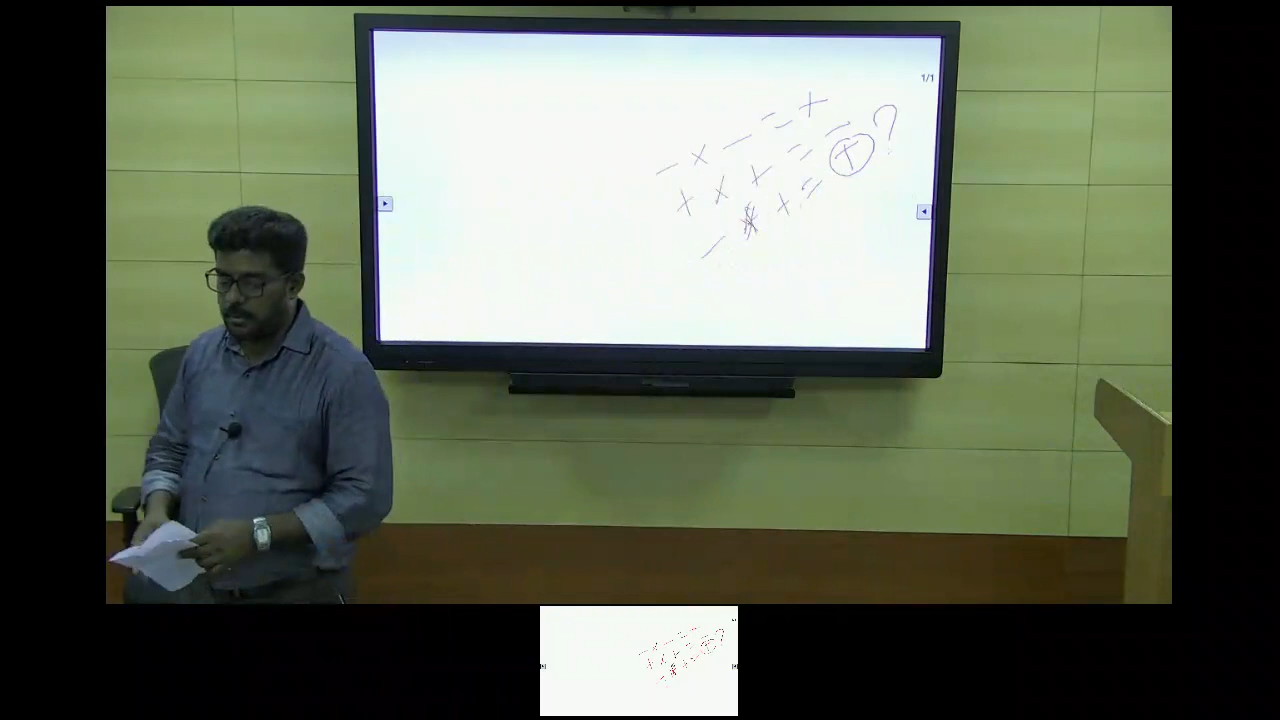 1/1
- x - = +
+ x + =
- x + = + ?